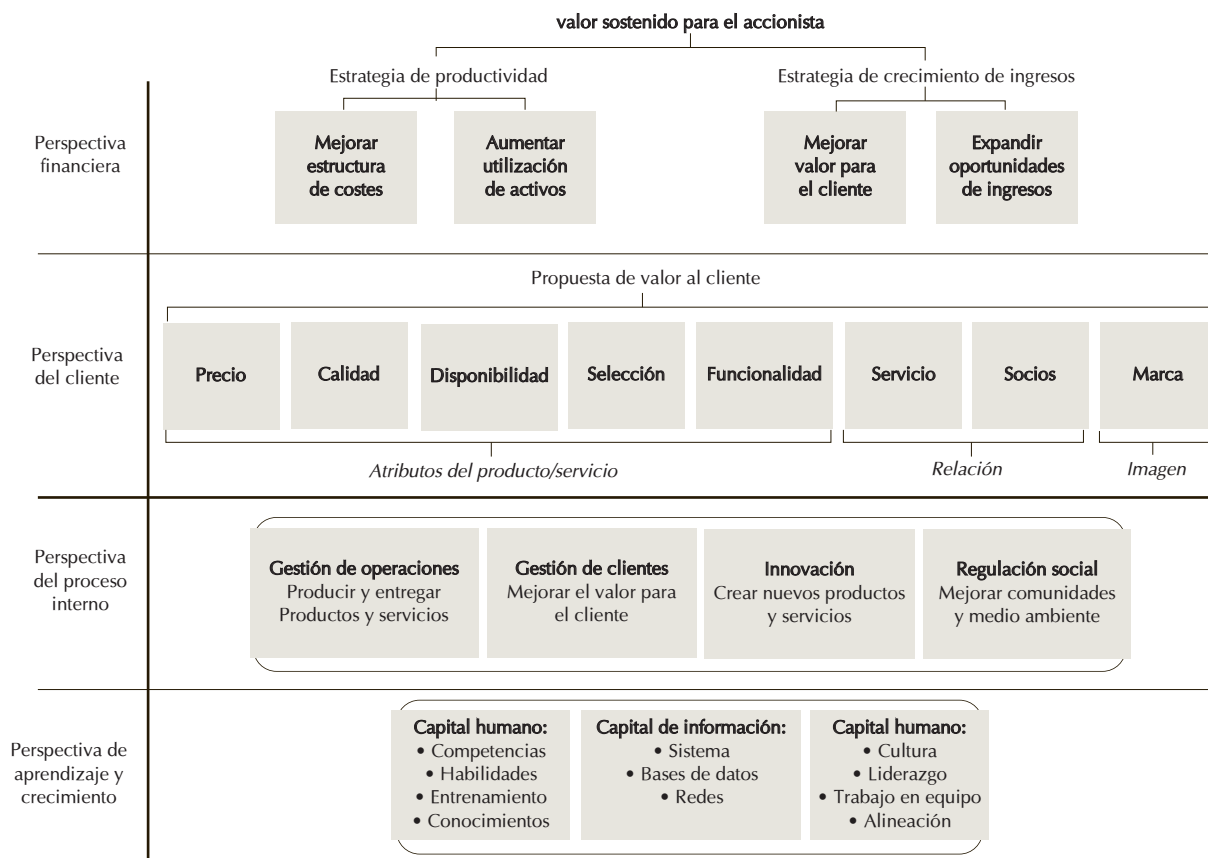 valor sostenido para el accionista
Estrategia de productividad
Estrategia de crecimiento de ingresos
Perspectiva
financiera
Mejorar
estructura
de costes
Aumentar
utilización
de activos
Mejorar
valor para
el cliente
Expandir
oportunidades
de ingresos
Propuesta de valor al cliente
Perspectiva
del cliente
Precio
Calidad
Disponibilidad
Selección
Funcionalidad
Servicio
Socios
Marca
Atributos del producto/servicio
Relación
Imagen
Perspectiva
del proceso
interno
Gestión de operaciones
Producir y entregar
Productos y servicios
Gestión de clientes
Mejorar el valor para
el cliente
Innovación
Crear nuevos productos
y servicios
Regulación social
Mejorar comunidades
y medio ambiente
Perspectiva de
aprendizaje y
crecimiento
Capital humano:
• Competencias
• Habilidades
• Entrenamiento
• Conocimientos
Capital de información:
• Sistema
• Bases de datos
• Redes
Capital humano:
• Cultura
• Liderazgo
• Trabajo en equipo
• Alineación